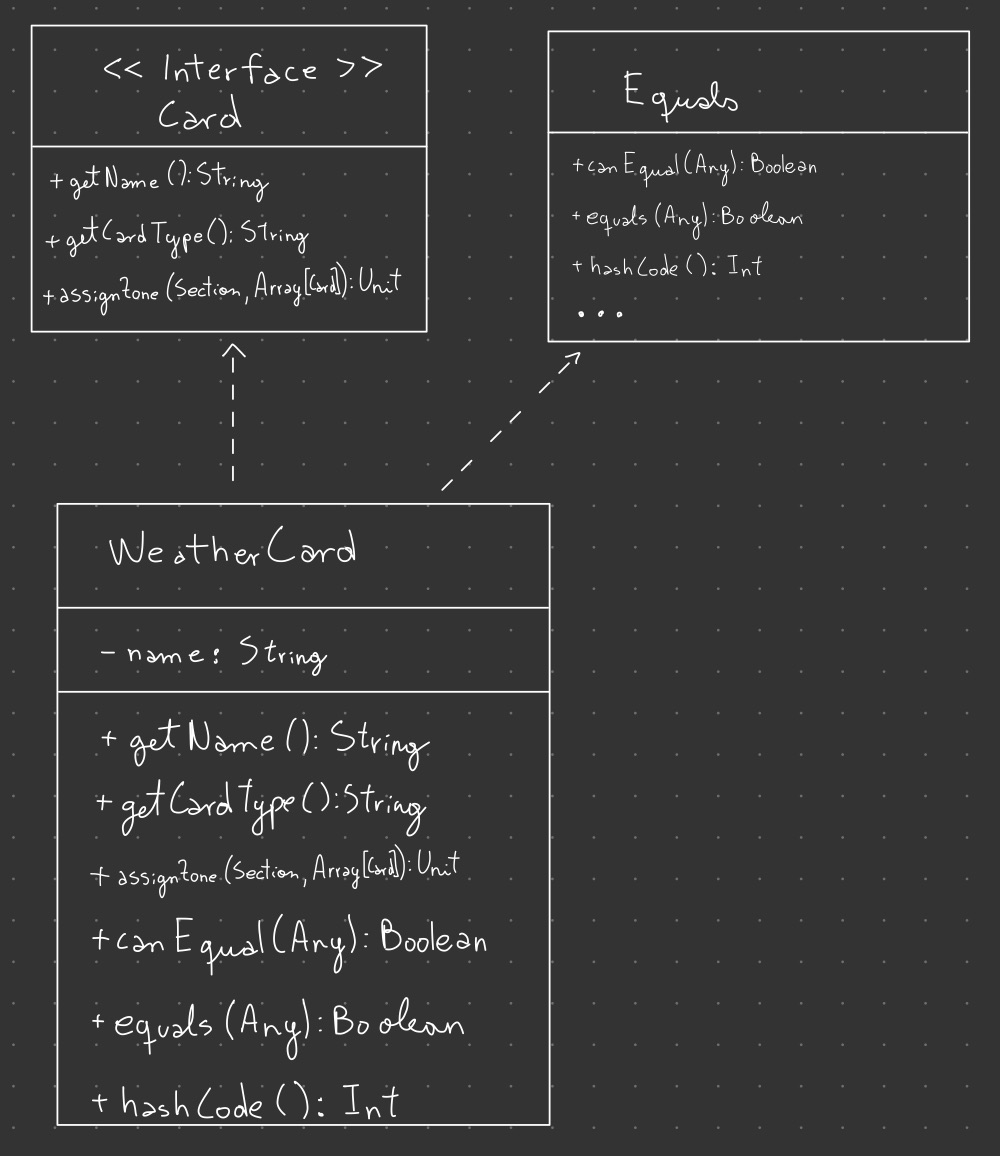 << Interface >>
Card
+ getName (): String
+ getCardType(): String
+ assignZone (Section, Array[Card]): Unit
Equals
+ canEqual(Any): Boolean
+ equals (Any): Boolean
+ hashCode (): Int
...
WeatherCard
- name: String
+ getName (): String
+ getCardType(): String
+ assignZone (Section, Array[Card]): Unit
+ canEqual(Any): Boolean
+ equals (Any): Boolean
+ hashCode (): Int